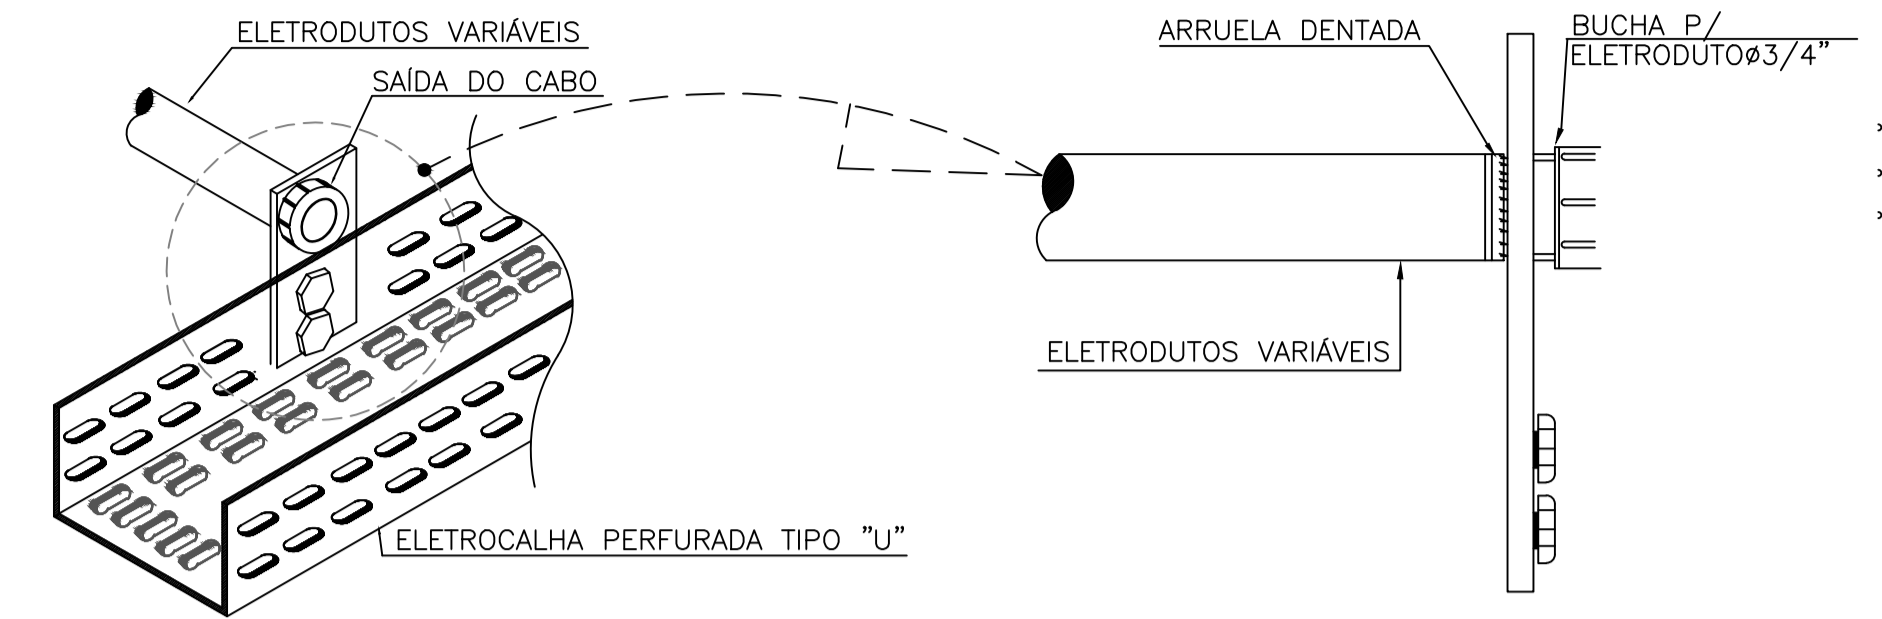 ELETRODUTOS VARIÁVEIS
SAÍDA DO CABO
ELETROCALHA PERFURADA TIPO "U"
ARRUELA DENTADA
BUCHA P/
ELETRODUTOø3/4"
ELETRODUTOS VARIÁVEIS